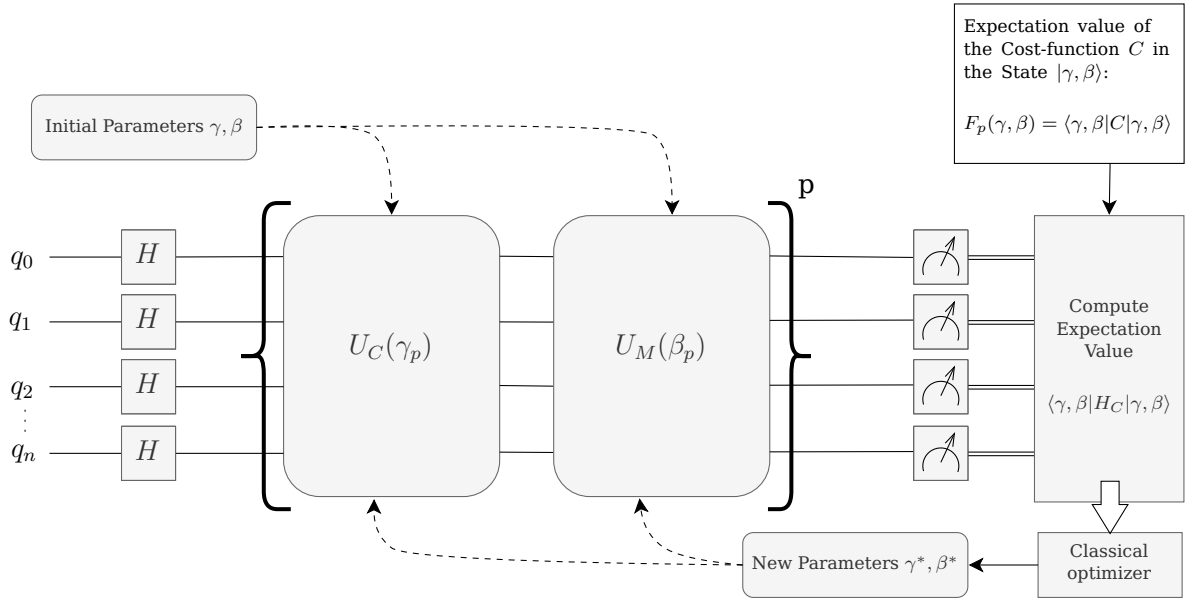 Expectation value of
the Cost-function C in
the State |γ, β⟩:
F_p(γ, β) = ⟨γ, β|C|γ, β⟩
Initial Parameters γ, β
p
q_0
H
q_1
H
q_2
H
q_n
H
U_C(γ_p)
U_M(β_p)
Compute
Expectation
Value
⟨γ, β|H_C|γ, β⟩
New Parameters γ*, β*
Classical
optimizer